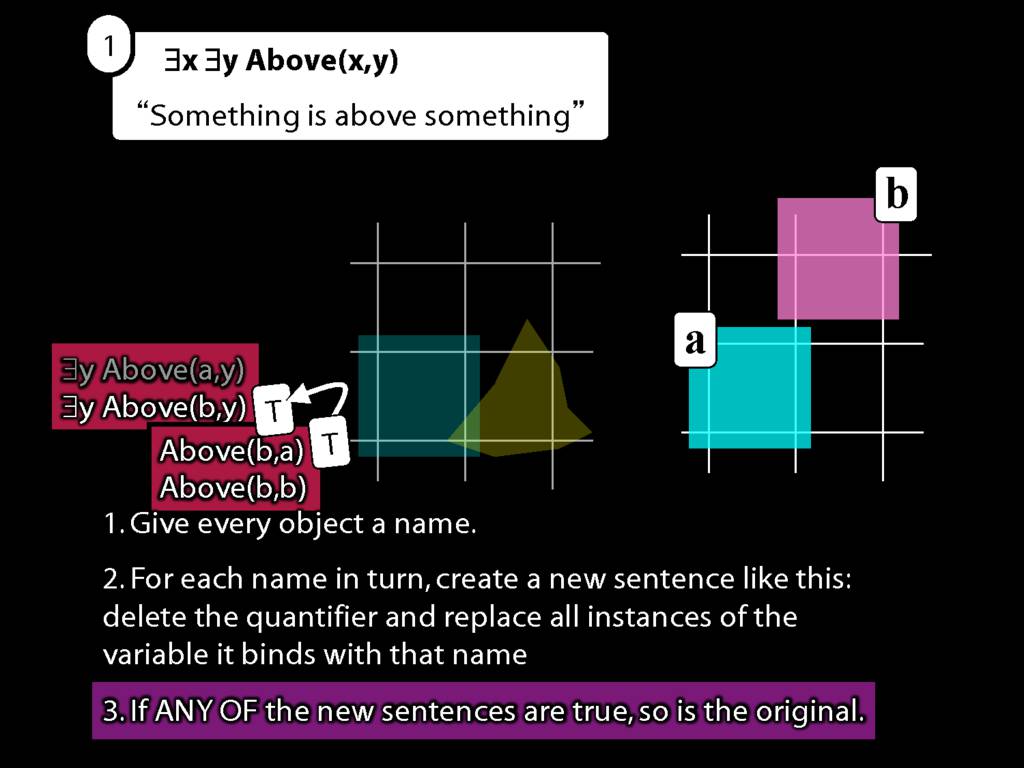 1
∃x ∃y Above(x,y)
“Something is above something”
b
a
∃y Above(a,y)
∃y Above(b,y)
T
Above(b,a)
T
Above(b,b)
1. Give every object a name.
2. For each name in turn, create a new sentence like this:
delete the quantifier and replace all instances of the
variable it binds with that name
3. If ANY OF the new sentences are true, so is the original.